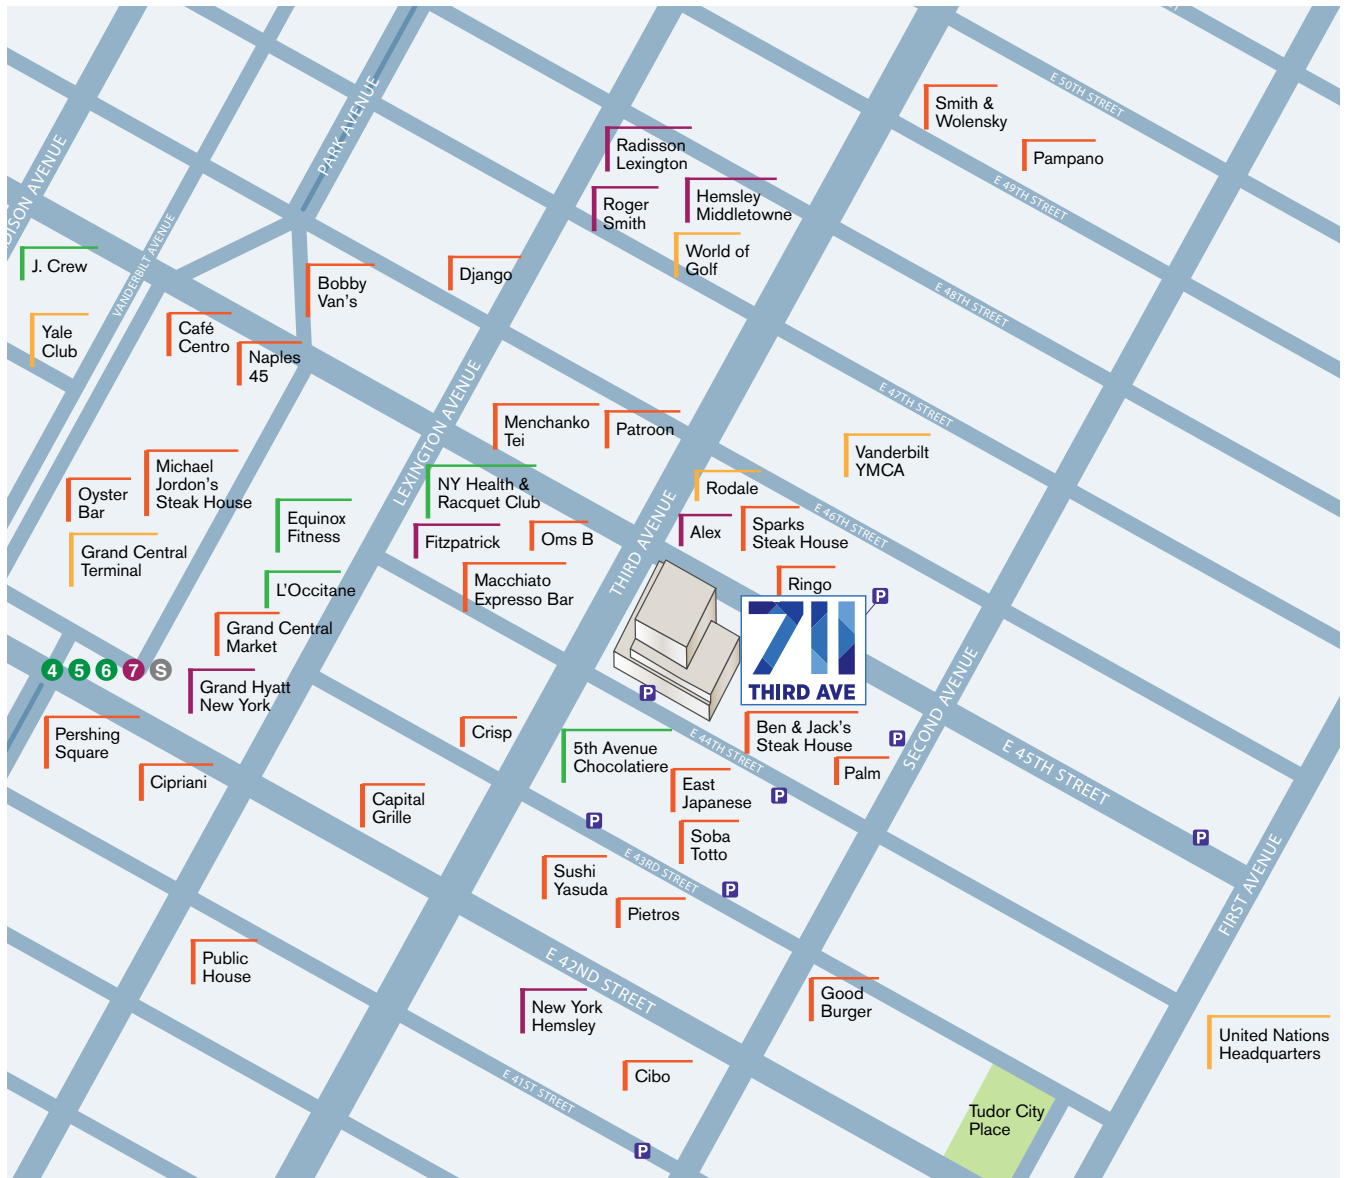 E 50TH STREET
Smith &
Wolensky
Pampano
PARK AVENUE
Radisson
Lexington
E 49TH STREET
DISON AVENUE
Roger
Smith
Hemsley
Middletowne
VANDERBILT AVENUE
World of
Golf
J. Crew
Django
Bobby
Van's
E 48TH STREET
Yale
Club
Café
Centro
Naples
45
LEXINGTON AVENUE
E 47TH STREET
Menchanko
Tei
Patroon
Vanderbilt
YMCA
Michael
Jordon's
Steak House
Oyster
Bar
NY Health &
Racquet Club
Rodale
E 46TH STREET
Equinox
Fitness
Fitzpatrick
Oms B
THIRD AVENUE
Alex
Sparks
Steak House
Grand Central
Terminal
L'Occitane
Macchiato
Expresso Bar
Ringo
P
711
THIRD AVE
Grand Central
Market
4 5 6 7 S
Grand Hyatt
New York
P
SECOND AVENUE
Pershing
Square
Crisp
5th Avenue
Chocolatiere
E 44TH STREET
Ben & Jack's
Steak House
P
E 45TH STREET
Cipriani
Palm
East
Japanese
P
Capital
Grille
P
Soba
Totto
P
E 43RD STREET
Sushi
Yasuda
P
FIRST AVENUE
Pietros
Public
House
E 42ND STREET
Good
Burger
New York
Hemsley
United Nations
Headquarters
Cibo
E 41ST STREET
Tudor City
Place
P